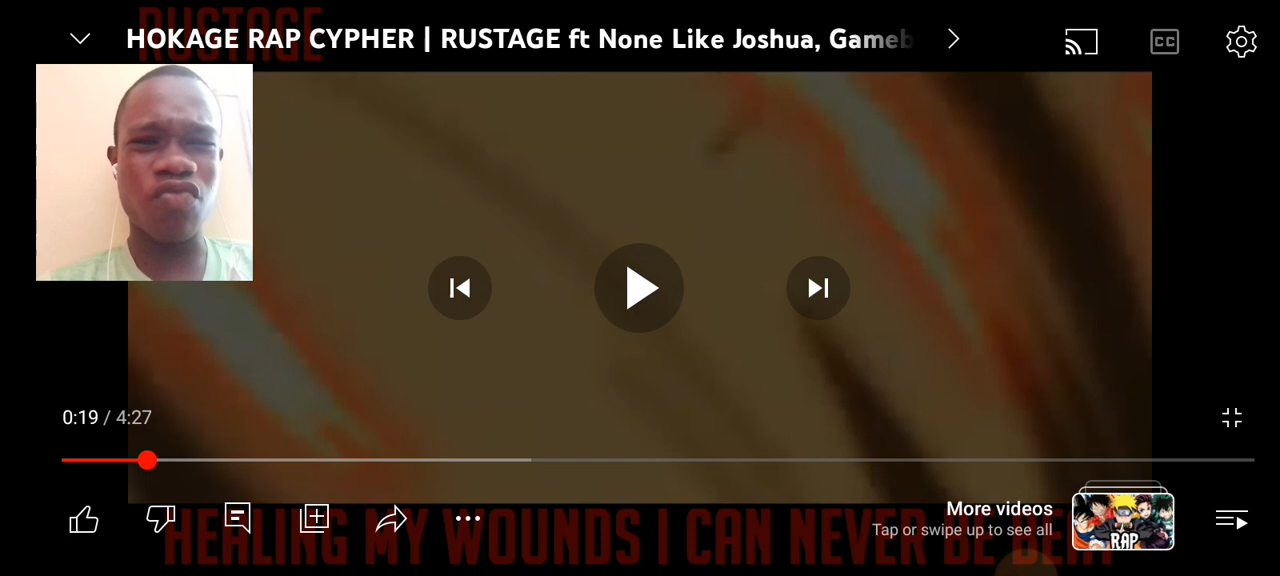 RUSTAGE
HOKAGE RAP CYPHER | RUSTAGE ft None Like Joshua, Gameb
CC
0:19 / 4:27
More videos
Tap or swipe up to see all
RAP
HEALING MY WOUNDS I CAN NEVER BE